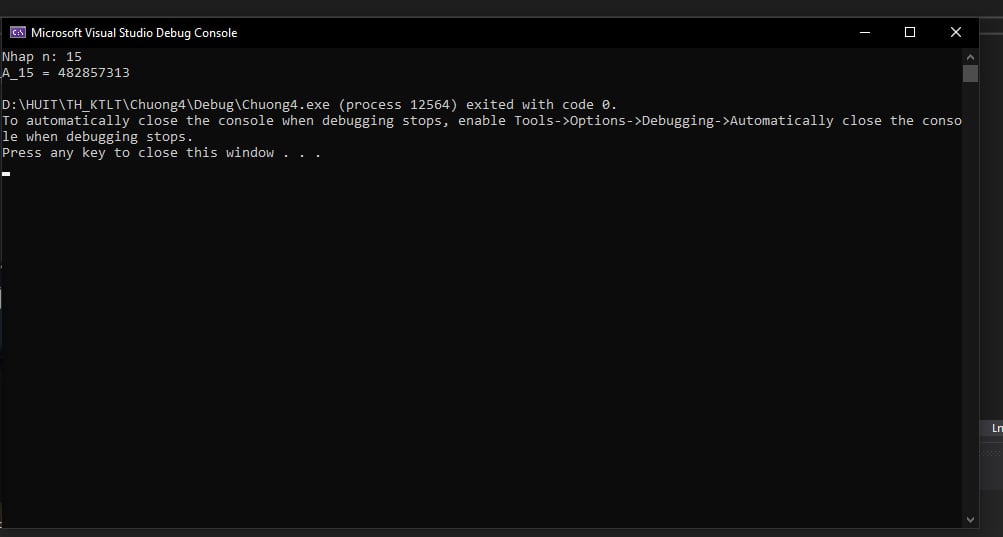 Microsoft Visual Studio Debug Console
Nhap n: 15
A_15 = 482857313
D:\HUIT\TH_KTLT\Chuong4\Debug\Chuong4.exe (process 12564) exited with code 0.
To automatically close the console when debugging stops, enable Tools->Options->Debugging->Automatically close the conso
le when debugging stops.
Press any key to close this window . . .
Ln